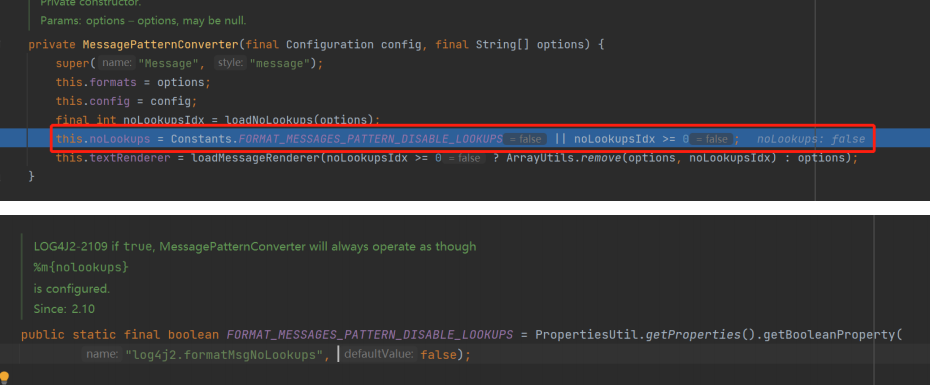 Private constructor.
Params: options – options, may be null.
private MessagePatternConverter(final Configuration config, final String[] options) {
super( name: "Message", style: "message");
this.formats = options;
this.config = config;
final int noLookupsIdx = loadNoLookups(options);
this.noLookups = Constants.FORMAT_MESSAGES_PATTERN_DISABLE_LOOKUPS = false || noLookupsIdx >= 0 = false ; noLookups: false
this.textRenderer = loadMessageRenderer(noLookupsIdx >= 0 = false ? ArrayUtils.remove(options, noLookupsIdx) : options);
}
LOG4J2-2109 if true, MessagePatternConverter will always operate as though
%m{nolookups}
is configured.
Since: 2.10
public static final boolean FORMAT_MESSAGES_PATTERN_DISABLE_LOOKUPS = PropertiesUtil.getProperties().getBooleanProperty(
name: "log4j2.formatMsgNoLookups", defaultValue: false);